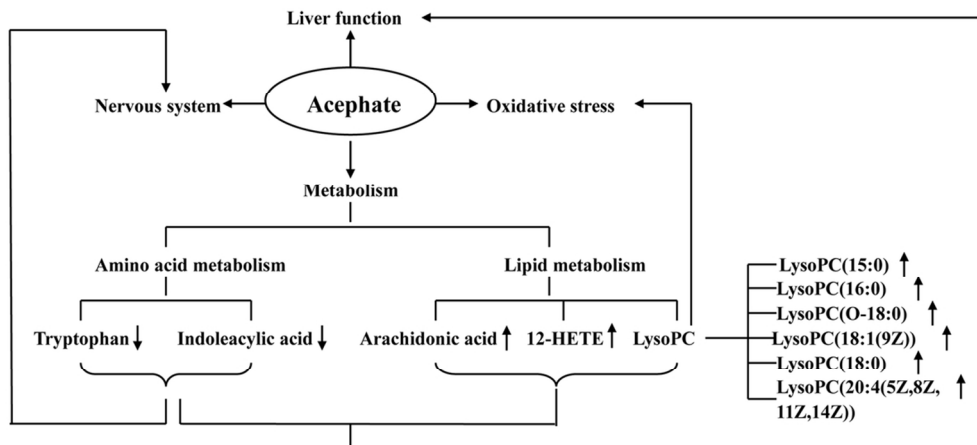 Liver function
Nervous system
Acephate
Oxidative stress
Metabolism
Amino acid metabolism
Lipid metabolism
Tryptophan↓
Indoleacylic acid↓
Arachidonic acid↑
12-HETE↑
LysoPC
LysoPC(15:0) ↑
LysoPC(16:0) ↑
LysoPC(O-18:0) ↑
LysoPC(18:1(9Z)) ↑
LysoPC(18:0) ↑
LysoPC(20:4(5Z,8Z, ↑
11Z,14Z))